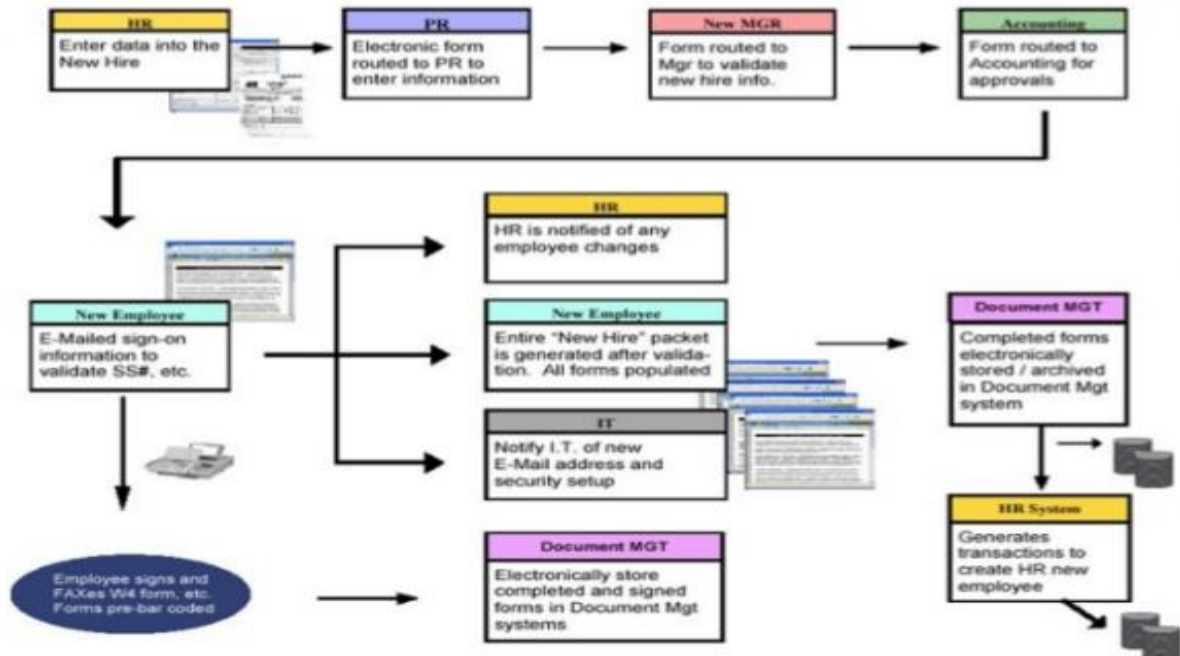 HR
Enter data into the
New Hire
PR
Electronic form
routed to PR to
enter information
New MGR
Form routed to
Mgr to validate
new hire info.
Accounting
Form routed to
Accounting for
approvals
HR
HR is notified of any
employee changes
New Employee
E-Mailed sign-on
information to
validate SS#, etc.
New Employee
Entire “New Hire” packet
is generated after valida-
tion. All forms populated
IT
Notify I.T. of new
E-Mail address and
security setup
Document MGT
Completed forms
electronically
stored / archived
in Document Mgt
system
HR System
Generates
transactions to
create HR new
employee
Employee signs and
FAXes W4 form, etc.
Forms pre-bar coded
Document MGT
Electronically store
completed and signed
forms in Document Mgt
systems